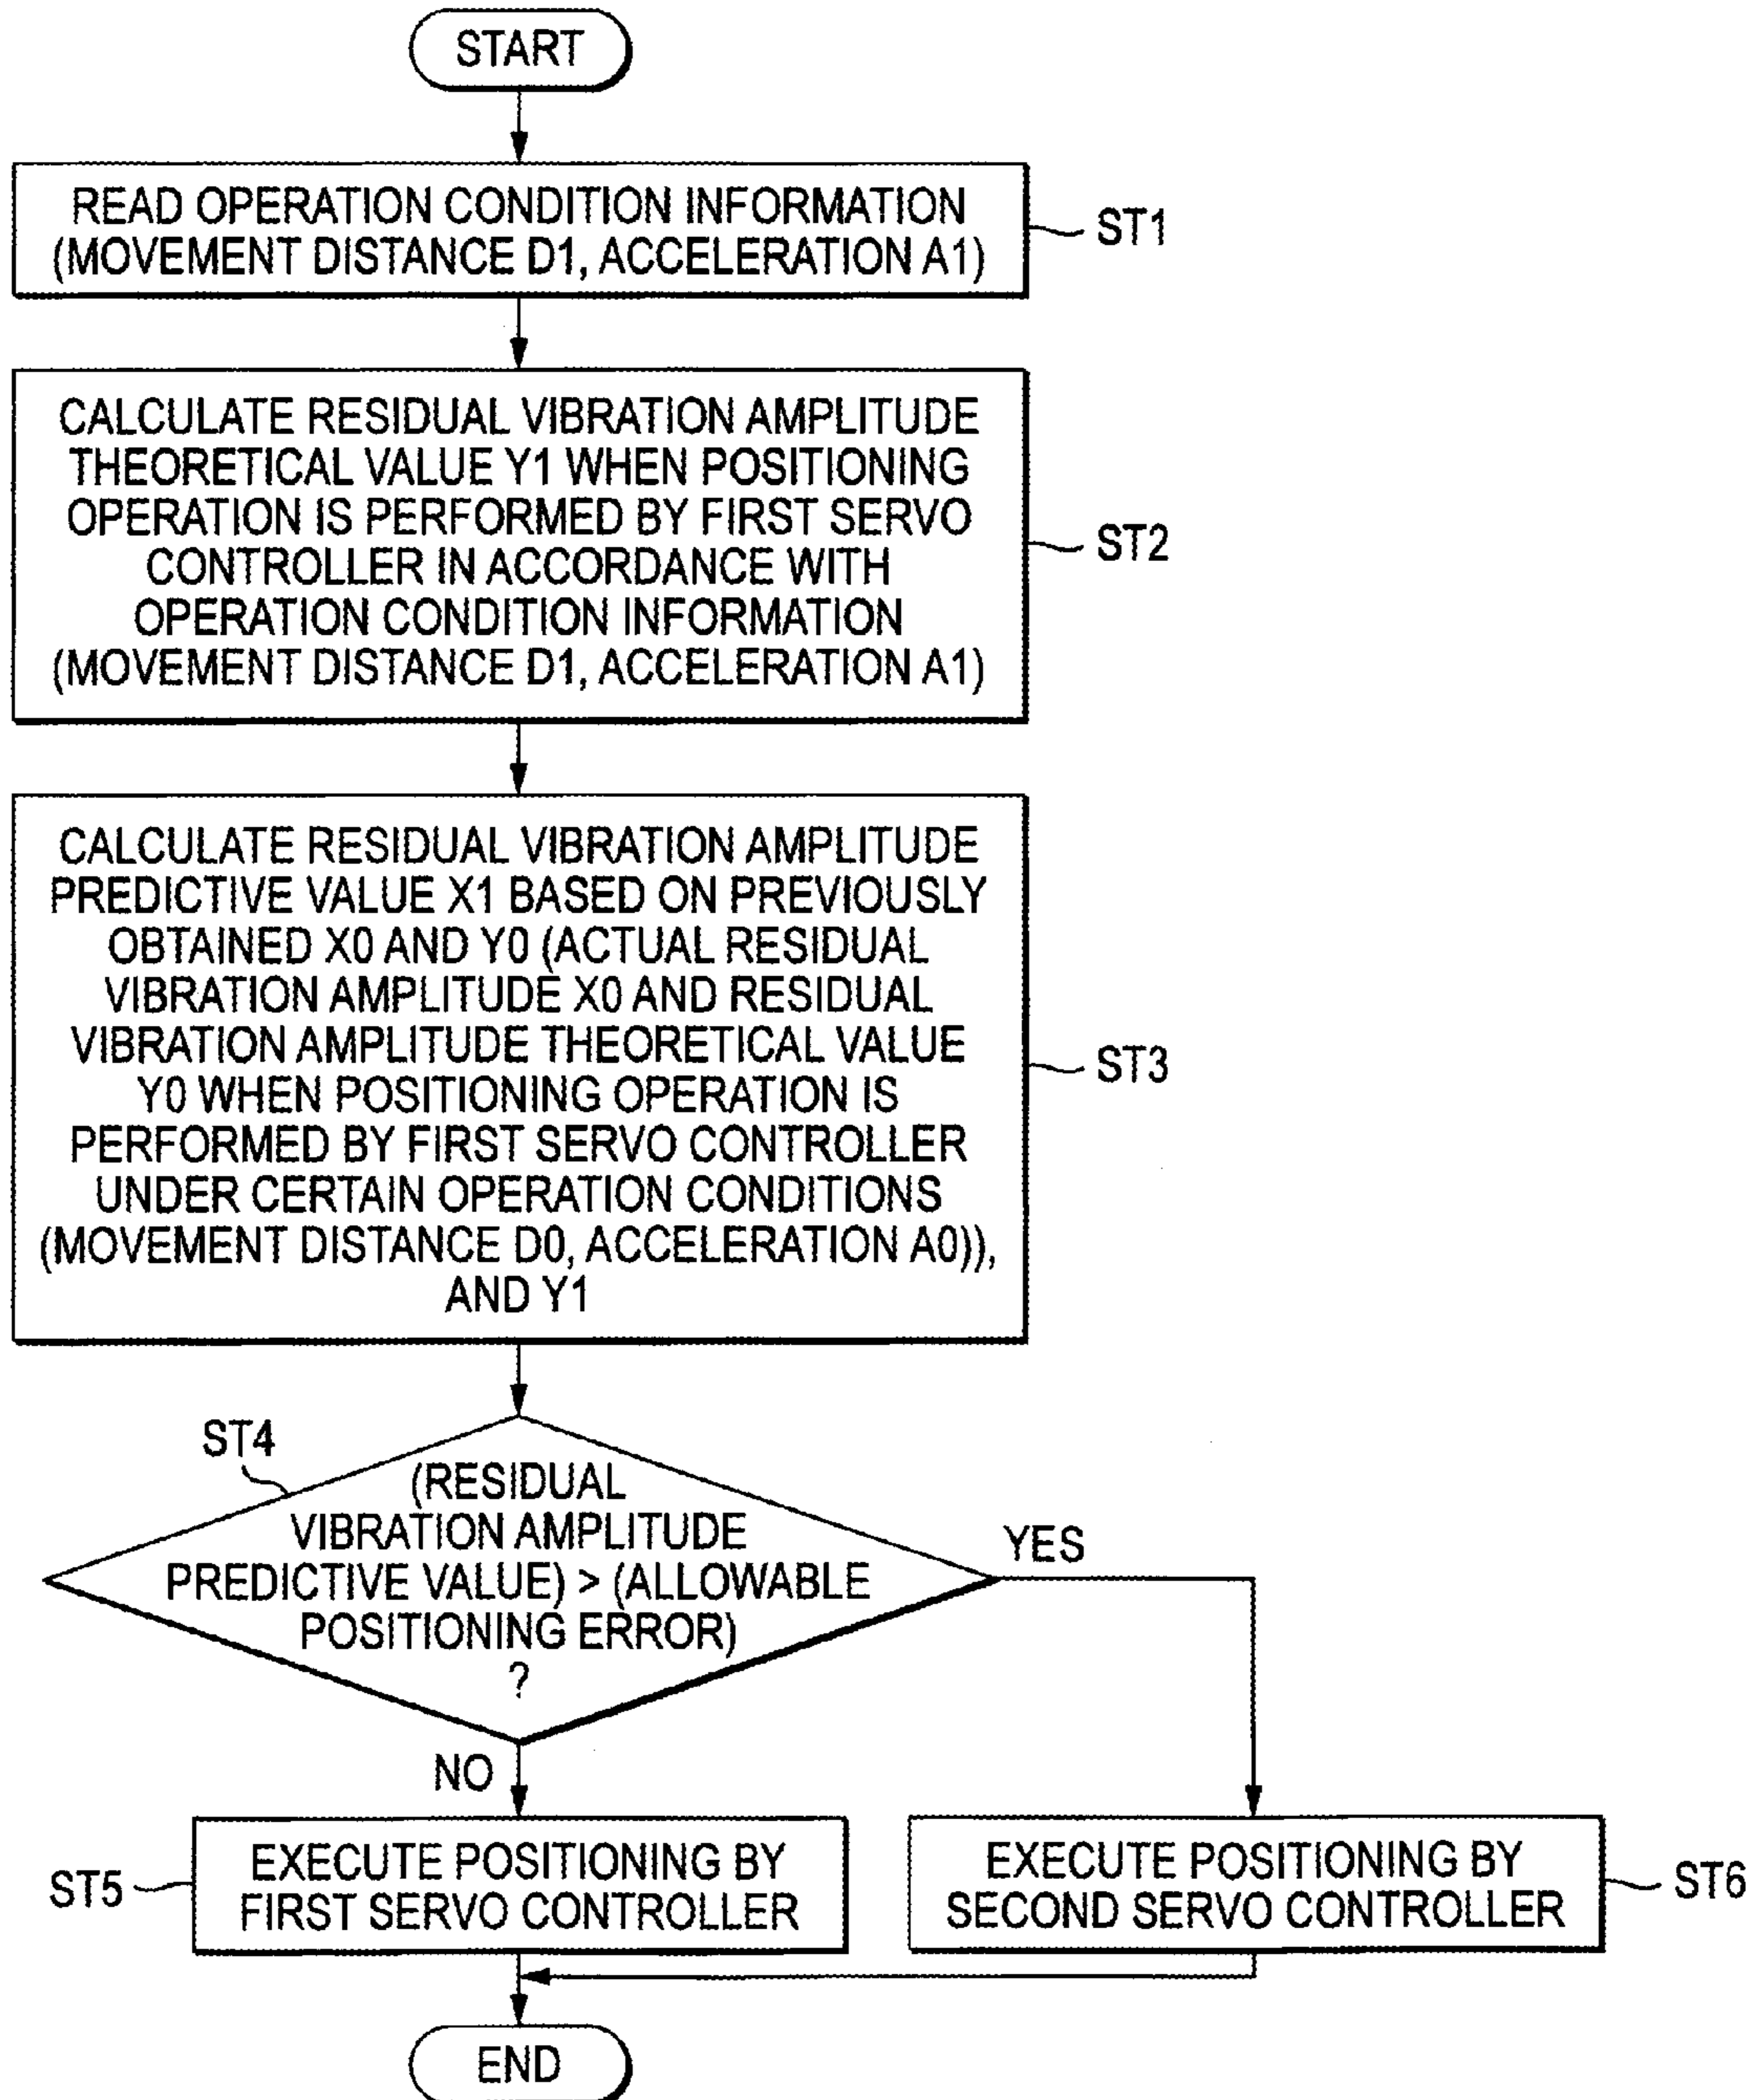 START
READ OPERATION CONDITION INFORMATION
(MOVEMENT DISTANCE D1, ACCELERATION A1)
ST1
CALCULATE RESIDUAL VIBRATION AMPLITUDE
THEORETICAL VALUE Y1 WHEN POSITIONING
OPERATION IS PERFORMED BY FIRST SERVO
CONTROLLER IN ACCORDANCE WITH
OPERATION CONDITION INFORMATION
(MOVEMENT DISTANCE D1, ACCELERATION A1)
ST2
CALCULATE RESIDUAL VIBRATION AMPLITUDE
PREDICTIVE VALUE X1 BASED ON PREVIOUSLY
OBTAINED X0 AND Y0 (ACTUAL RESIDUAL
VIBRATION AMPLITUDE X0 AND RESIDUAL
VIBRATION AMPLITUDE THEORETICAL VALUE
Y0 WHEN POSITIONING OPERATION IS
PERFORMED BY FIRST SERVO CONTROLLER
UNDER CERTAIN OPERATION CONDITIONS
(MOVEMENT DISTANCE D0, ACCELERATION A0)),
AND Y1
ST3
ST4
(RESIDUAL
VIBRATION AMPLITUDE
PREDICTIVE VALUE) > (ALLOWABLE
POSITIONING ERROR)
?
YES
NO
EXECUTE POSITIONING BY
FIRST SERVO CONTROLLER
ST5
EXECUTE POSITIONING BY
SECOND SERVO CONTROLLER
ST6
END